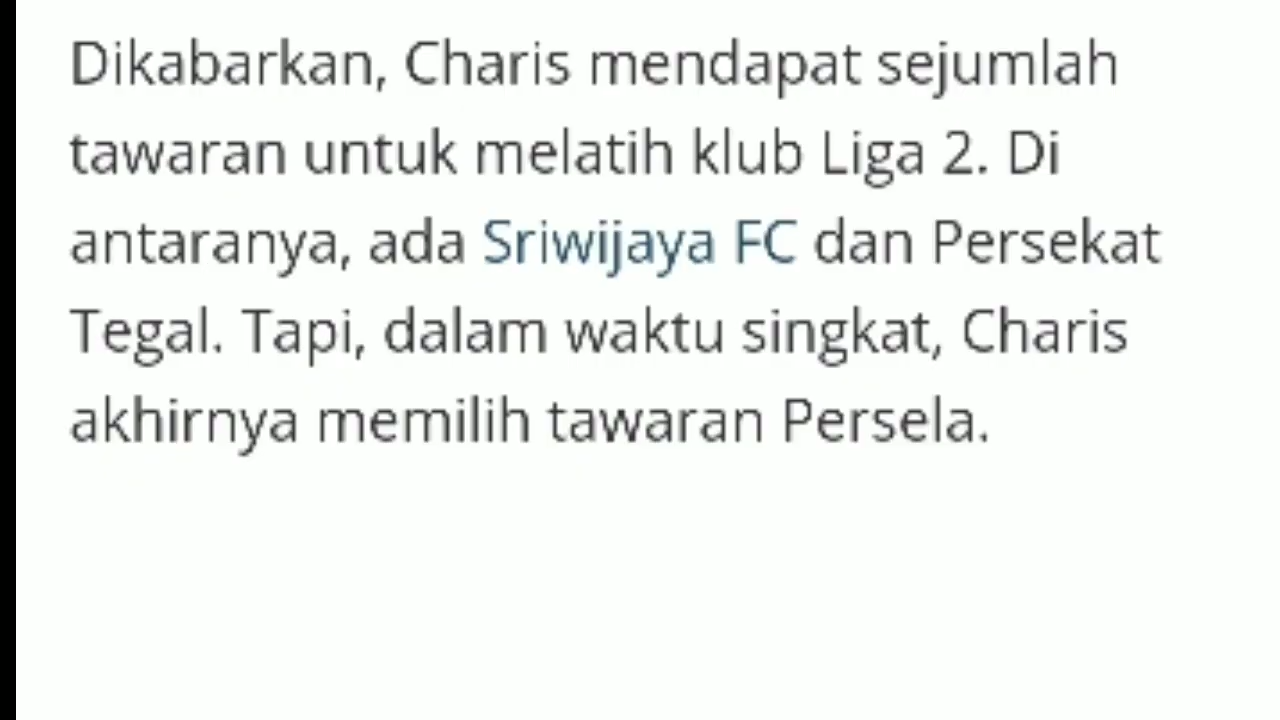 Dikabarkan, Charis mendapat sejumlah
tawaran untuk melatih klub Liga 2. Di
antaranya, ada Sriwijaya FC dan Persekat
Tegal. Tapi, dalam waktu singkat, Charis
akhirnya memilih tawaran Persela.